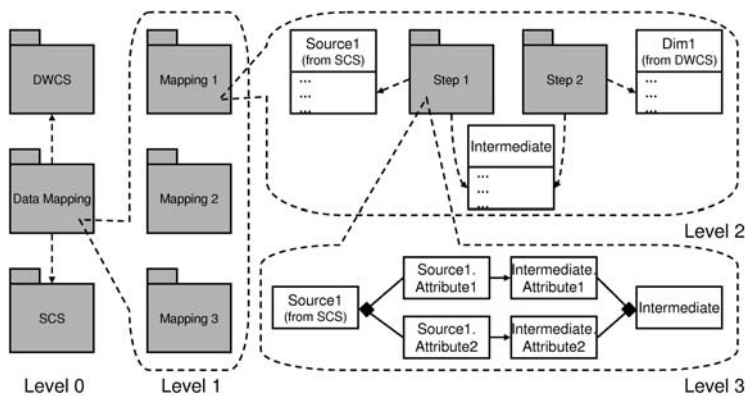 DWCS
Data Mapping
SCS
Level 0
Mapping 1
Mapping 2
Mapping 3
Level 1
Source1
(from SCS)
...
...
...
Step 1
Step 2
Dim1
(from DWCS)
...
...
...
Intermediate
...
...
...
Level 2
Source1
(from SCS)
Source1.
Attribute1
Intermediate.
Attribute1
Source1.
Attribute2
Intermediate.
Attribute2
Intermediate
Level 3